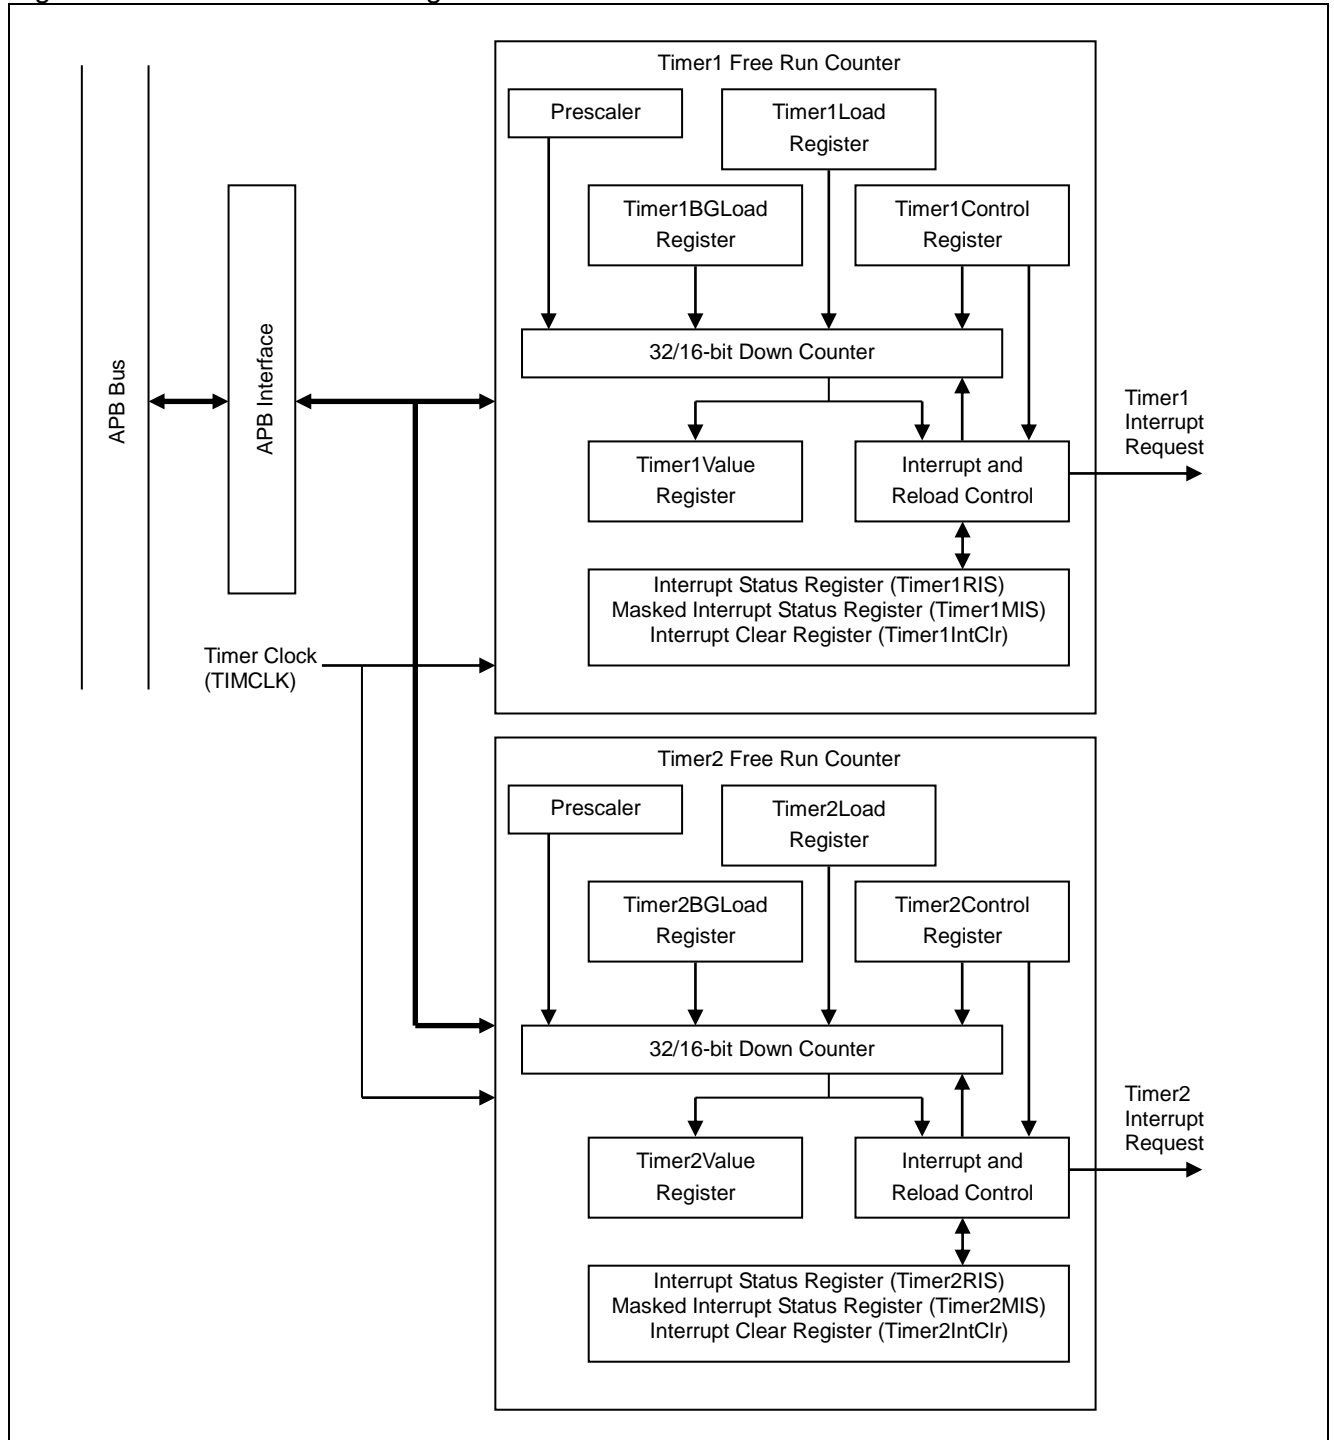 Timer1 Free Run Counter
Prescaler
Timer1Load
Register
Timer1BGLoad
Register
Timer1Control
Register
32/16-bit Down Counter
APB Bus
APB Interface
Timer1
Interrupt
Request
Timer1Value
Register
Interrupt and
Reload Control
Interrupt Status Register (Timer1RIS)
Masked Interrupt Status Register (Timer1MIS)
Interrupt Clear Register (Timer1IntClr)
Timer Clock
(TIMCLK)
Timer2 Free Run Counter
Prescaler
Timer2Load
Register
Timer2BGLoad
Register
Timer2Control
Register
32/16-bit Down Counter
Timer2
Interrupt
Request
Timer2Value
Register
Interrupt and
Reload Control
Interrupt Status Register (Timer2RIS)
Masked Interrupt Status Register (Timer2MIS)
Interrupt Clear Register (Timer2IntClr)